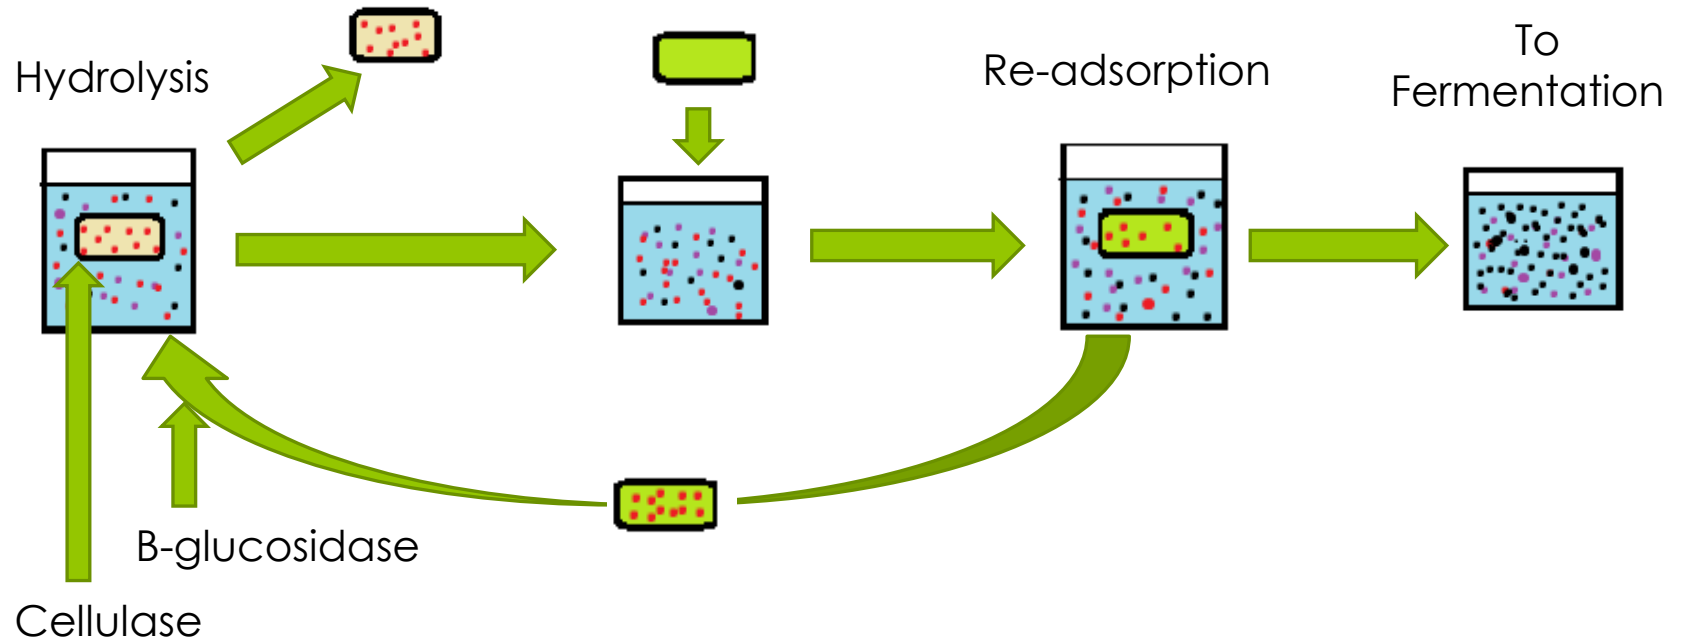 Hydrolysis
Re-adsorption
To
Fermentation
B-glucosidase
Cellulase